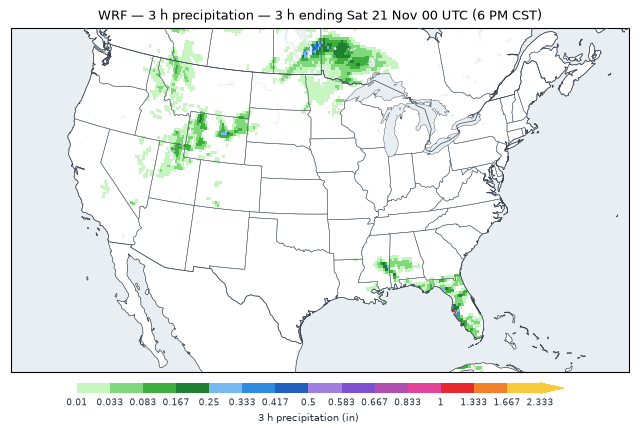 WRF — 3 h precipitation — 3 h ending Sat 21 Nov 00 UTC (6 PM CST)
0.01 0.033 0.083 0.167 0.25 0.333 0.417 0.5 0.583 0.667 0.833 1 1.333 1.667 2.333
3 h precipitation (in)